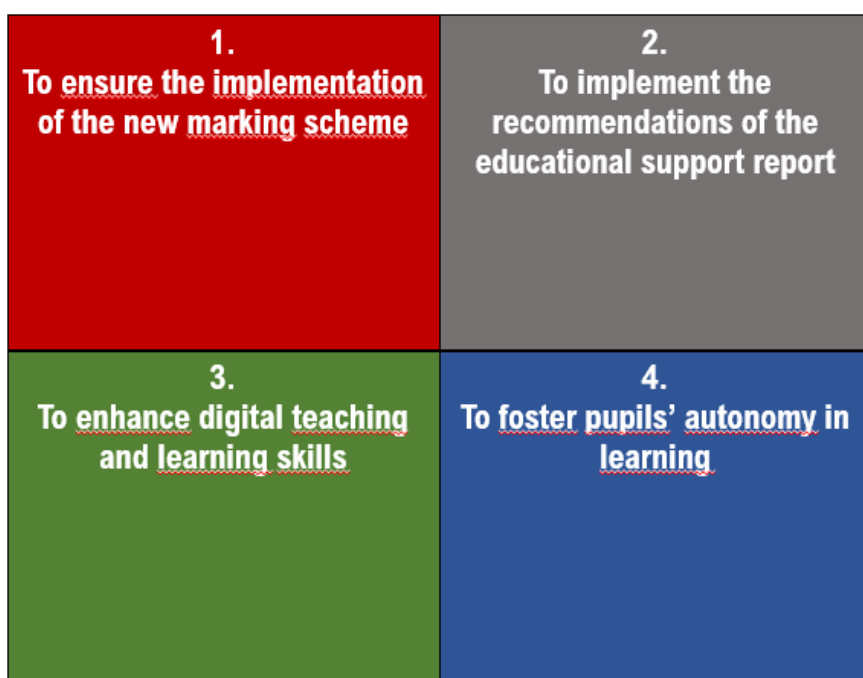 1.
To ensure the implementation
of the new marking scheme
2.
To implement the
recommendations of the
educational support report
3.
To enhance digital teaching
and learning skills
4.
To foster pupils’ autonomy in
learning